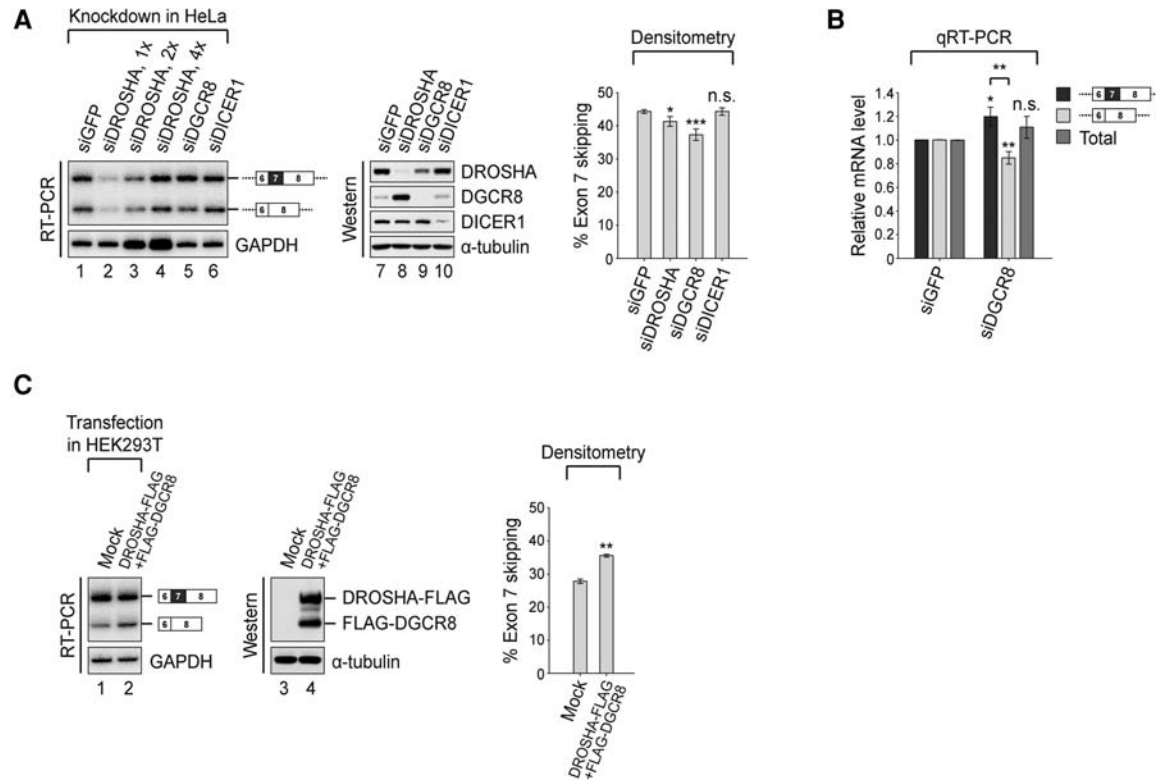 A
Knockdown in HeLa
siGFP
siDROSHA, 1x
siDROSHA, 2x
siDROSHA, 4x
siDGCR8
siDICER1
RT-PCR
6 7 8
6 8
GAPDH
1 2 3 4 5 6
siGFP
siDROSHA
siDGCR8
siDICER1
Western
DROSHA
DGCR8
DICER1
α-tubulin
7 8 9 10
Densitometry
% Exon 7 skipping
50
40
30
20
10
0
*
***
n.s.
siGFP
siDROSHA
siDGCR8
siDICER1
B
qRT-PCR
Relative mRNA level
1.4
1.2
1.0
0.8
0.6
0.4
0.2
0
**
*
**
n.s.
siGFP
siDGCR8
6 7 8
6 8
Total
C
Transfection
in HEK293T
Mock
DROSHA-FLAG
+FLAG-DGCR8
RT-PCR
6 7 8
6 8
GAPDH
1 2
Mock
DROSHA-FLAG
+FLAG-DGCR8
Western
DROSHA-FLAG
FLAG-DGCR8
α-tubulin
3 4
Densitometry
% Exon 7 skipping
50
40
30
20
10
0
**
Mock
DROSHA-FLAG
+FLAG-DGCR8